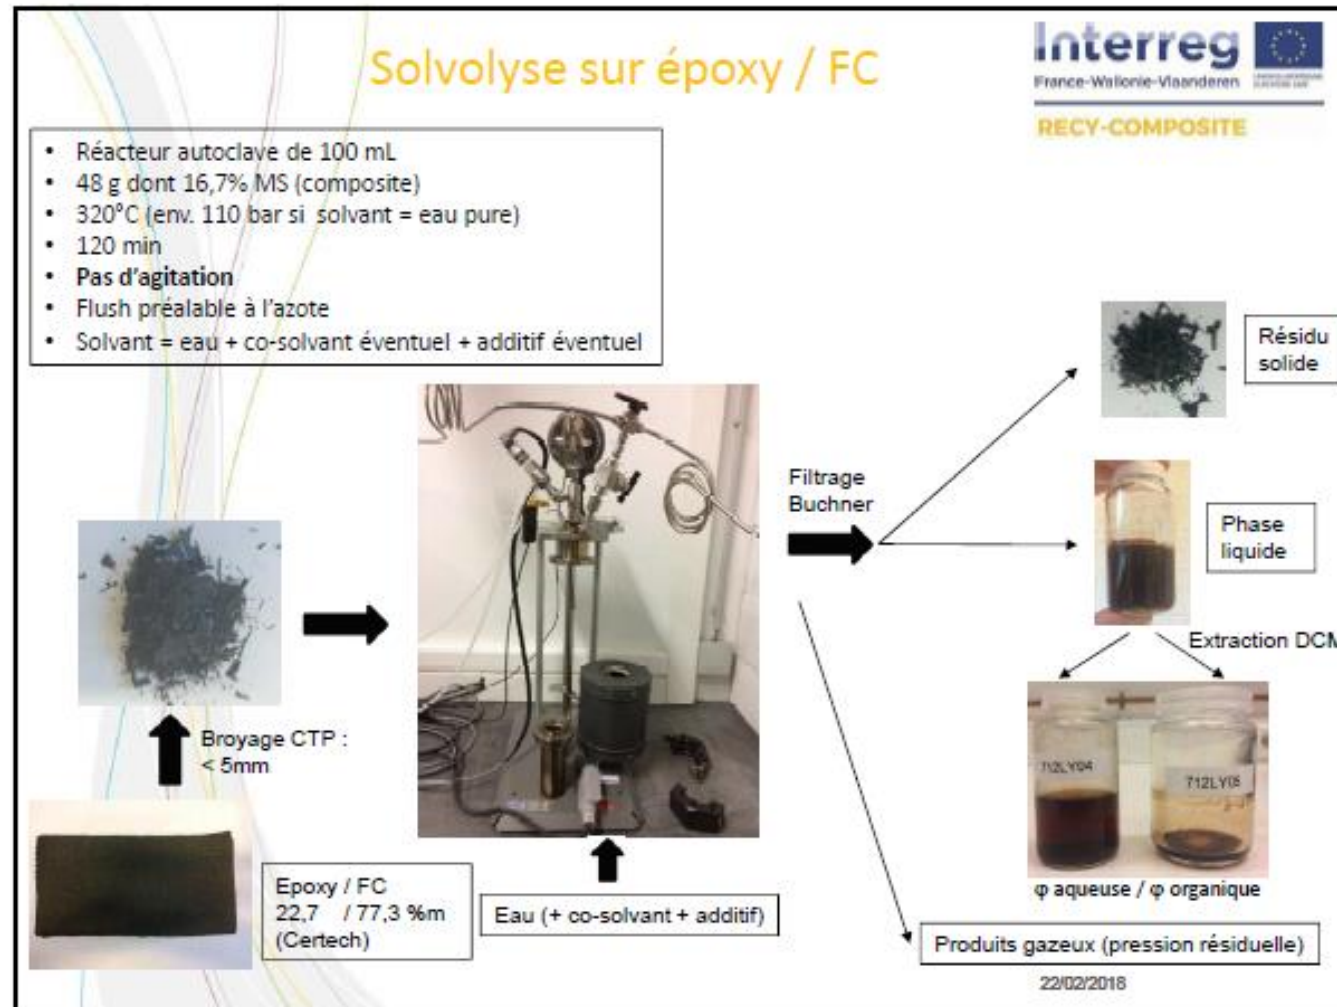 Solvolyse sur époxy / FC
Interreg
France-Wallonie-Vlaanderen
RECY-COMPOSITE
• Réacteur autoclave de 100 mL
• 48 g dont 16,7% MS (composite)
• 320°C (env. 110 bar si solvant = eau pure)
• 120 min
• Pas d'agitation
• Flush préalable à l'azote
• Solvant = eau + co-solvant éventuel + additif éventuel
Résidu
solide
Filtrage
Buchner
Phase
liquide
Extraction DCM
Broyage CTP :
< 5mm
712LY04
712LY05
φ aqueuse / φ organique
Epoxy / FC
22,7 / 77,3 %m
(Certech)
Eau (+ co-solvant + additif)
Produits gazeux (pression résiduelle)
22/02/2018